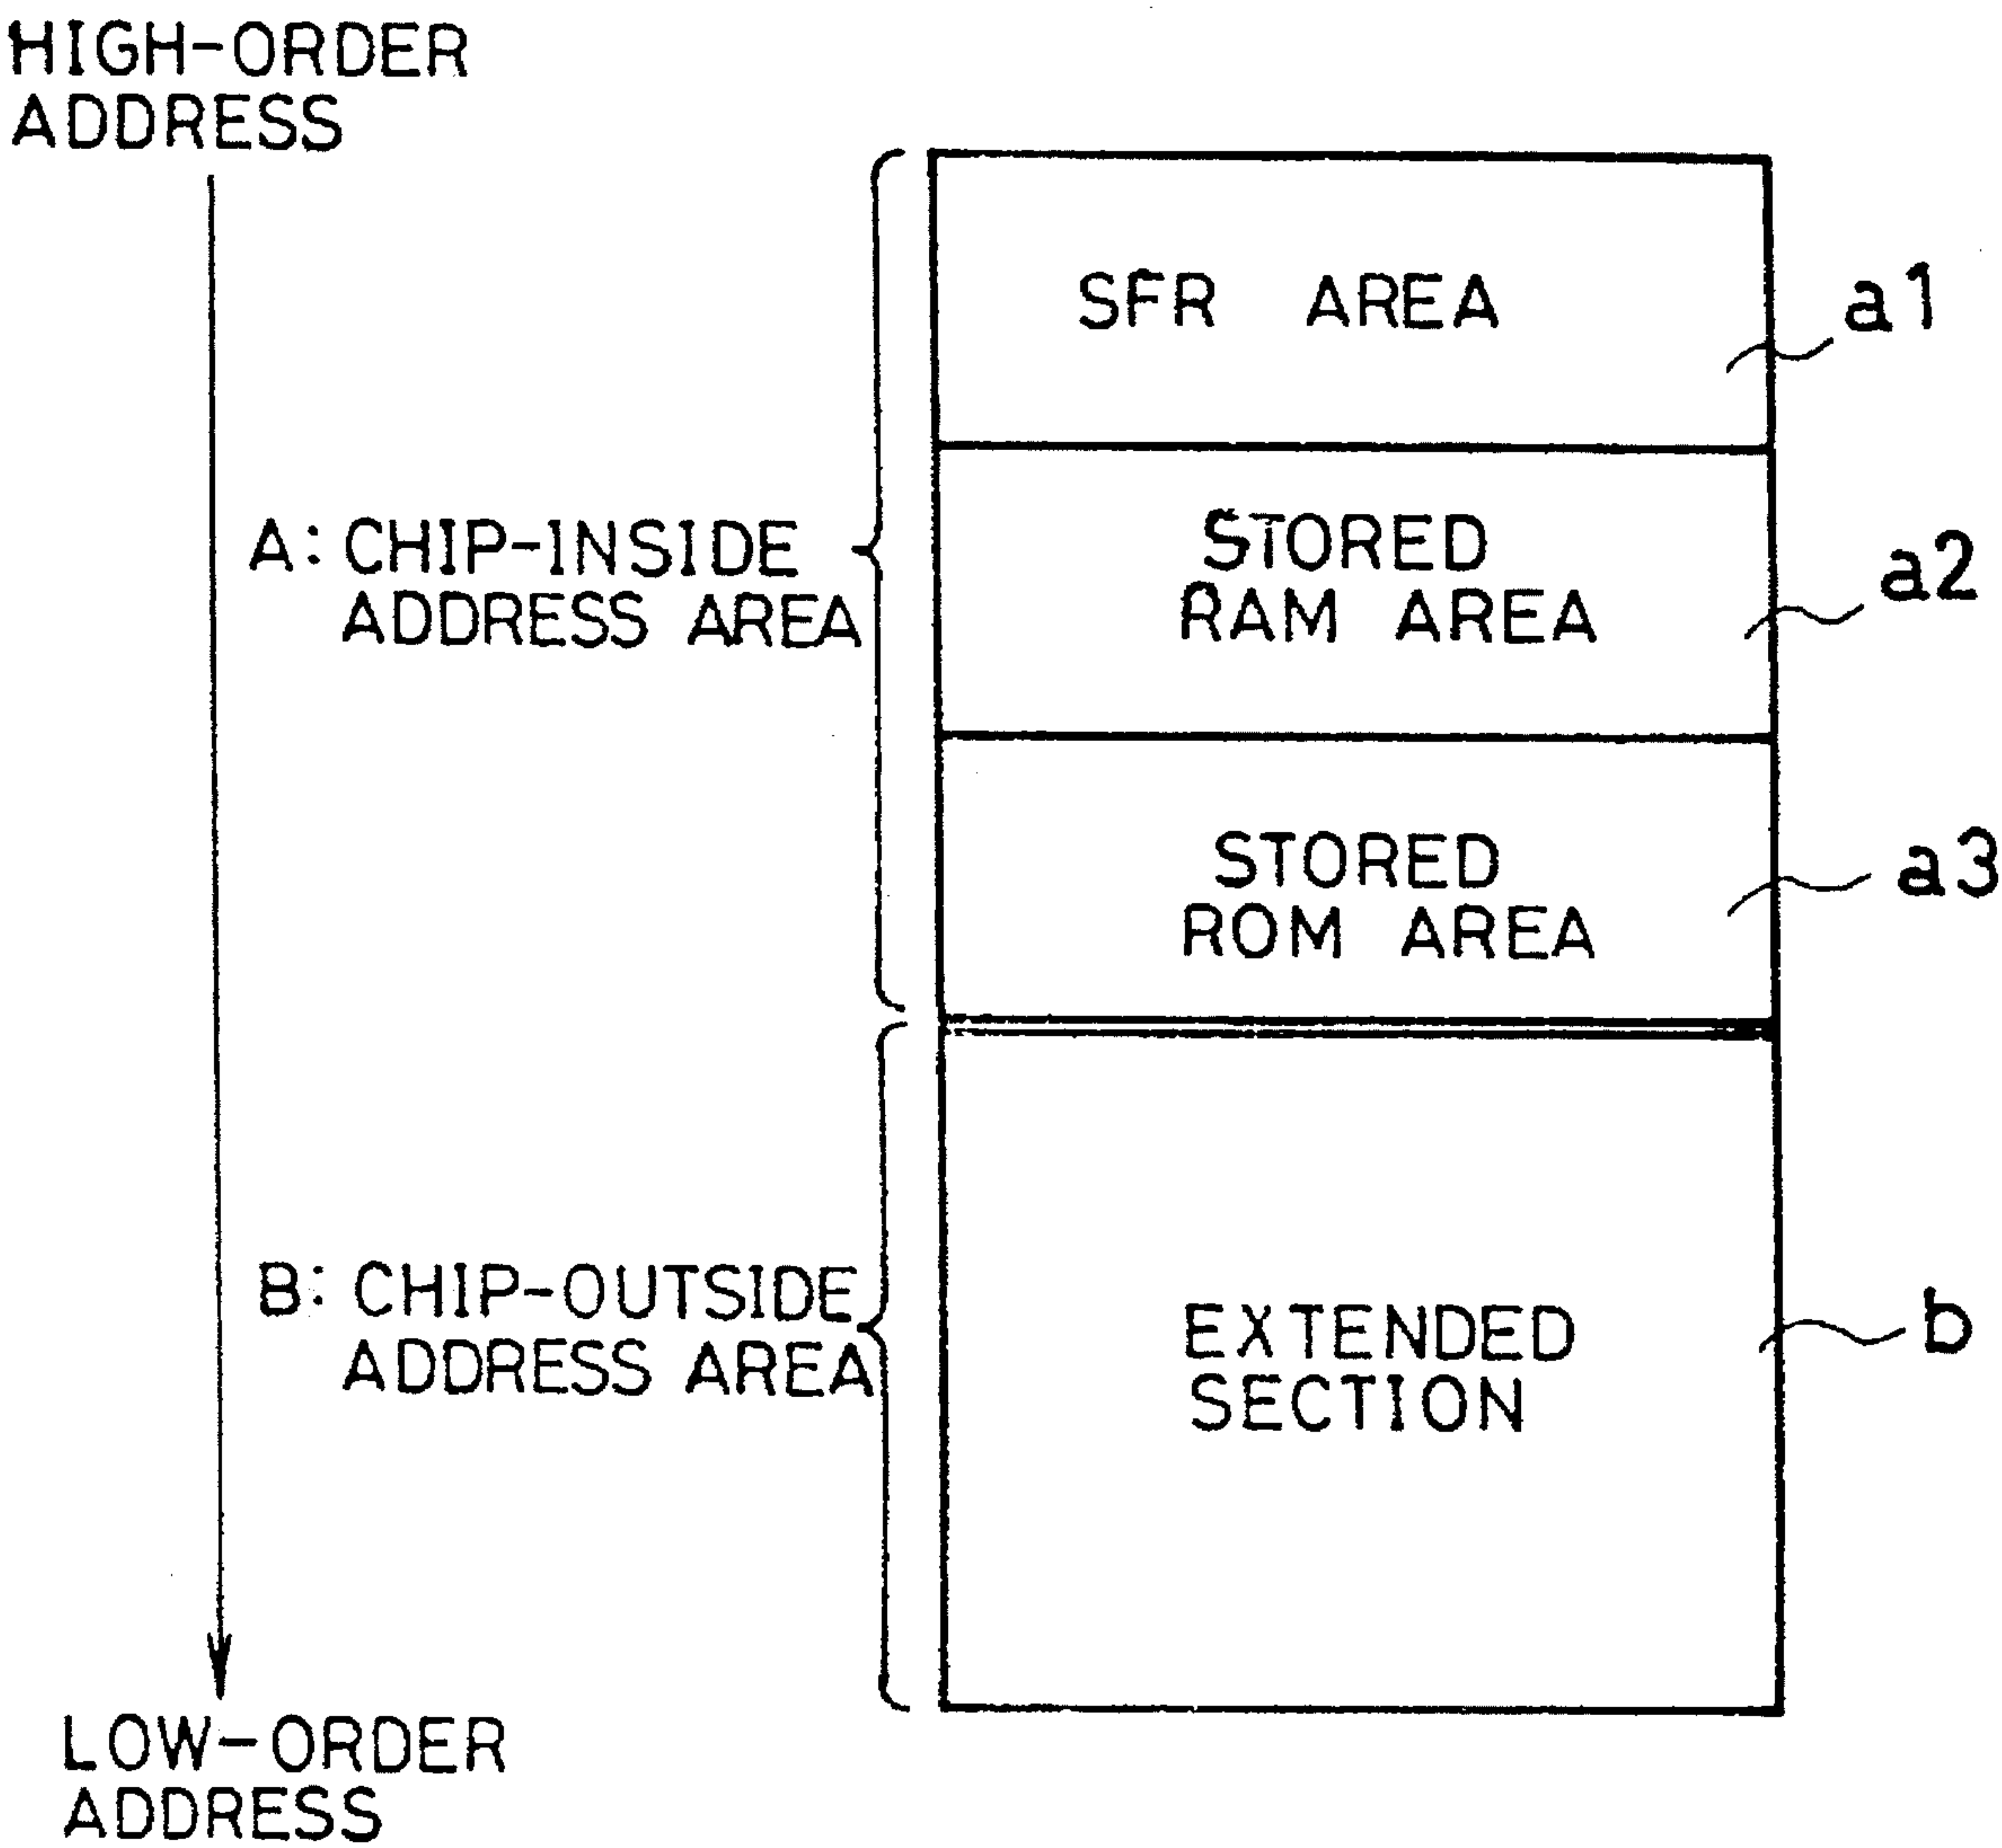 HIGH-ORDER
ADDRESS
SFR AREA
a1
A: CHIP-INSIDE
ADDRESS AREA
STORED
RAM AREA
a2
STORED
ROM AREA
a3
B: CHIP-OUTSIDE
ADDRESS AREA
EXTENDED
SECTION
b
LOW-ORDER
ADDRESS